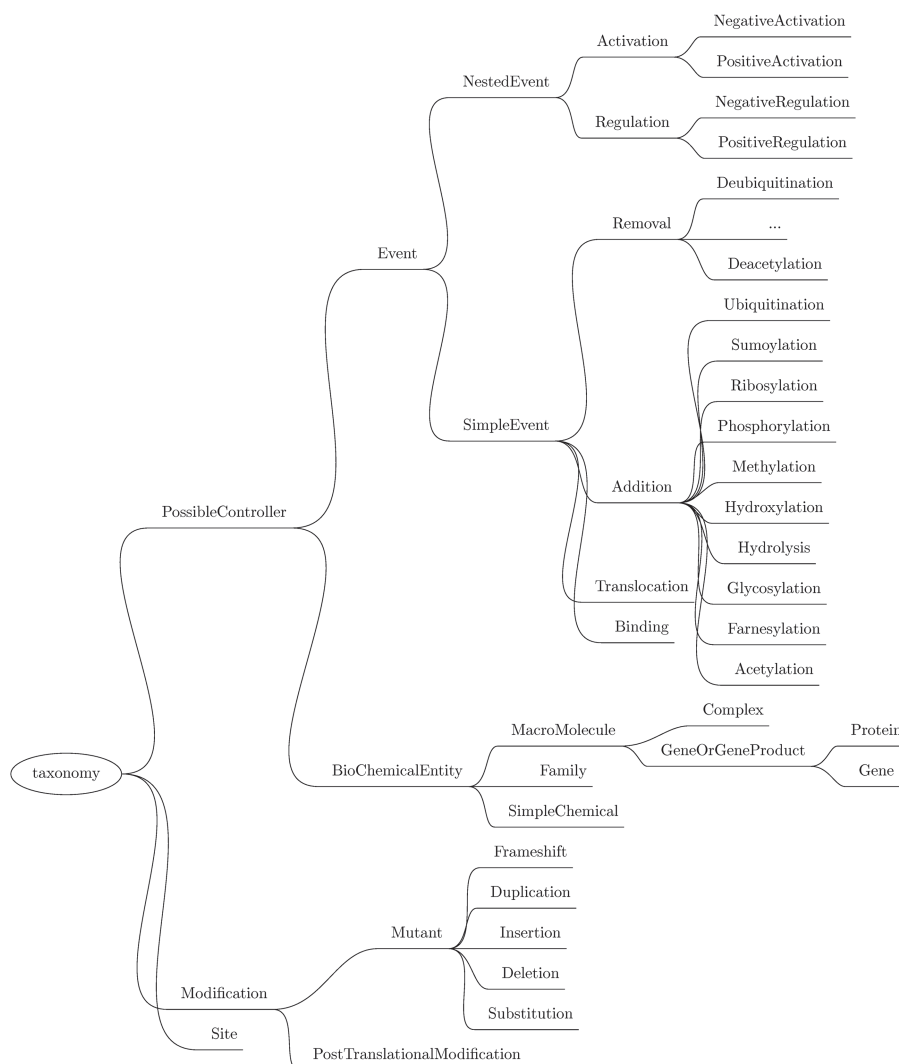 NegativeActivation
Activation
PositiveActivation
NestedEvent
NegativeRegulation
Regulation
PositiveRegulation
Deubiquitination
Removal
...
Event
Deacetylation
Ubiquitination
Sumoylation
Ribosylation
SimpleEvent
Phosphorylation
Methylation
Addition
Hydroxylation
PossibleController
Hydrolysis
Translocation
Glycosylation
Binding
Farnesylation
Acetylation
Complex
MacroMolecule
Protein
GeneOrGeneProduct
taxonomy
BioChemicalEntity
Family
Gene
SimpleChemical
Frameshift
Duplication
Mutant
Insertion
Deletion
Modification
Substitution
Site
PostTranslationalModification